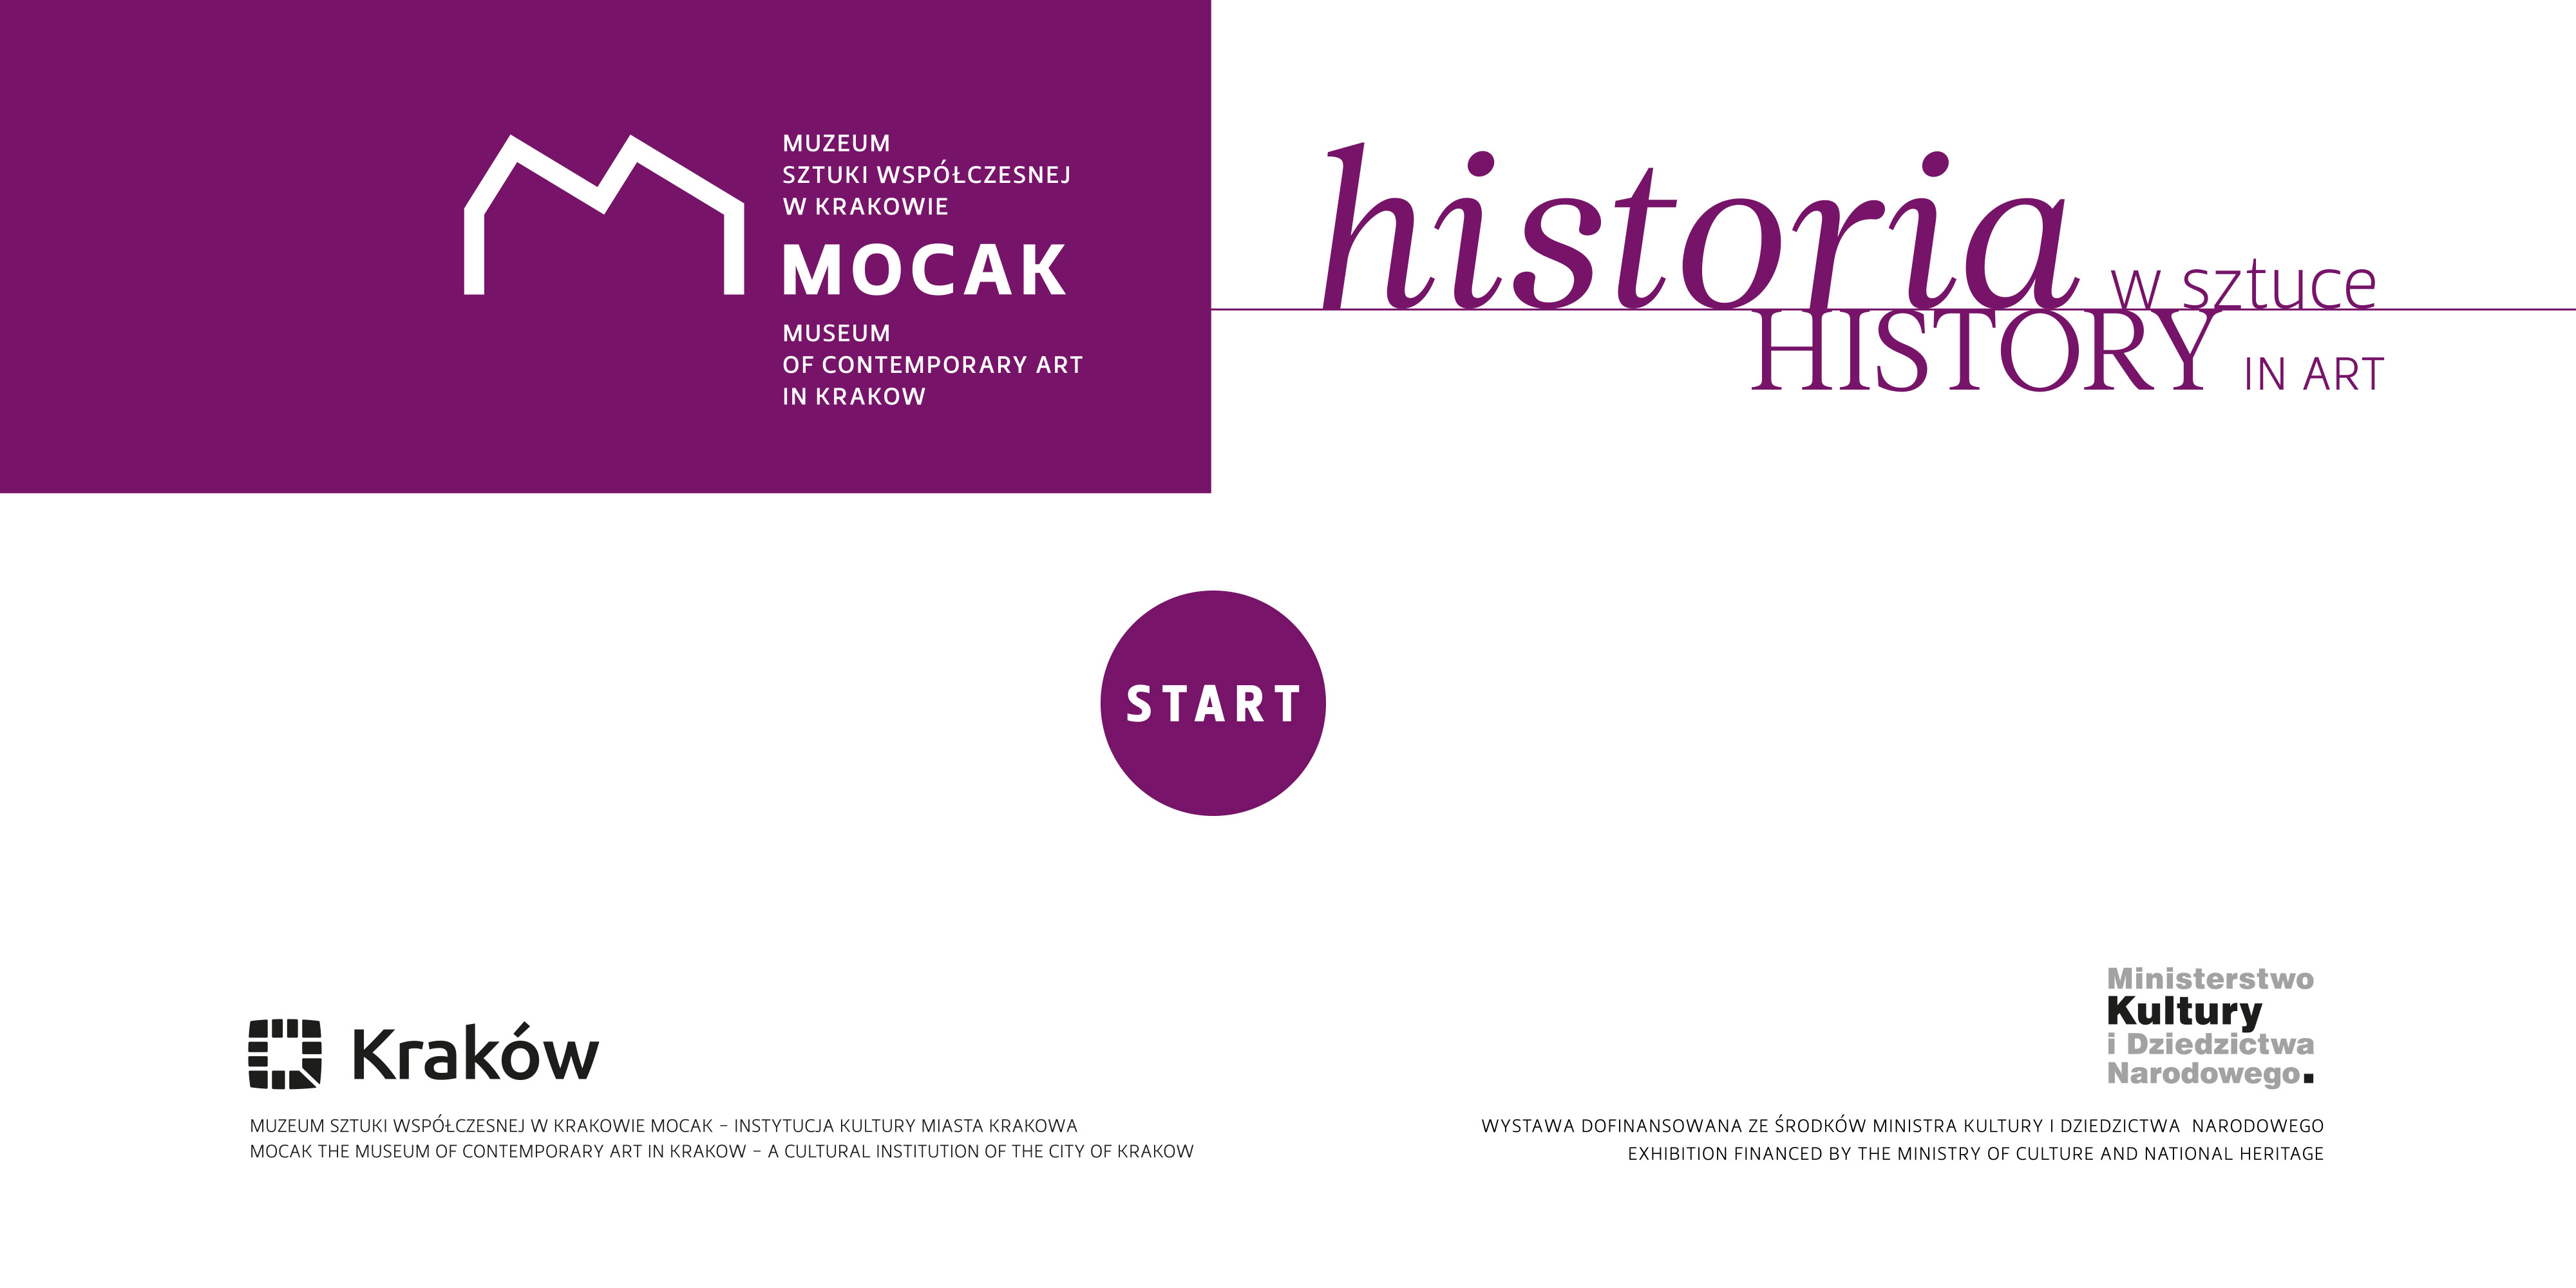 MUZEUM
SZTUKI WSPÓŁCZESNEJ
W KRAKOWIE
MOCAK
MUSEUM
OF CONTEMPORARY ART
IN KRAKOW
historia w sztuce
HISTORY IN ART
START
Kraków
MUZEUM SZTUKI WSPÓŁCZESNEJ W KRAKOWIE MOCAK – INSTYTUCJA KULTURY MIASTA KRAKOWA
MOCAK THE MUSEUM OF CONTEMPORARY ART IN KRAKOW – A CULTURAL INSTITUTION OF THE CITY OF KRAKOW
Ministerstwo
Kultury
i Dziedzictwa
Narodowego.
WYSTAWA DOFINANSOWANA ZE ŚRODKÓW MINISTRA KULTURY I DZIEDZICTWA NARODOWEGO
EXHIBITION FINANCED BY THE MINISTRY OF CULTURE AND NATIONAL HERITAGE